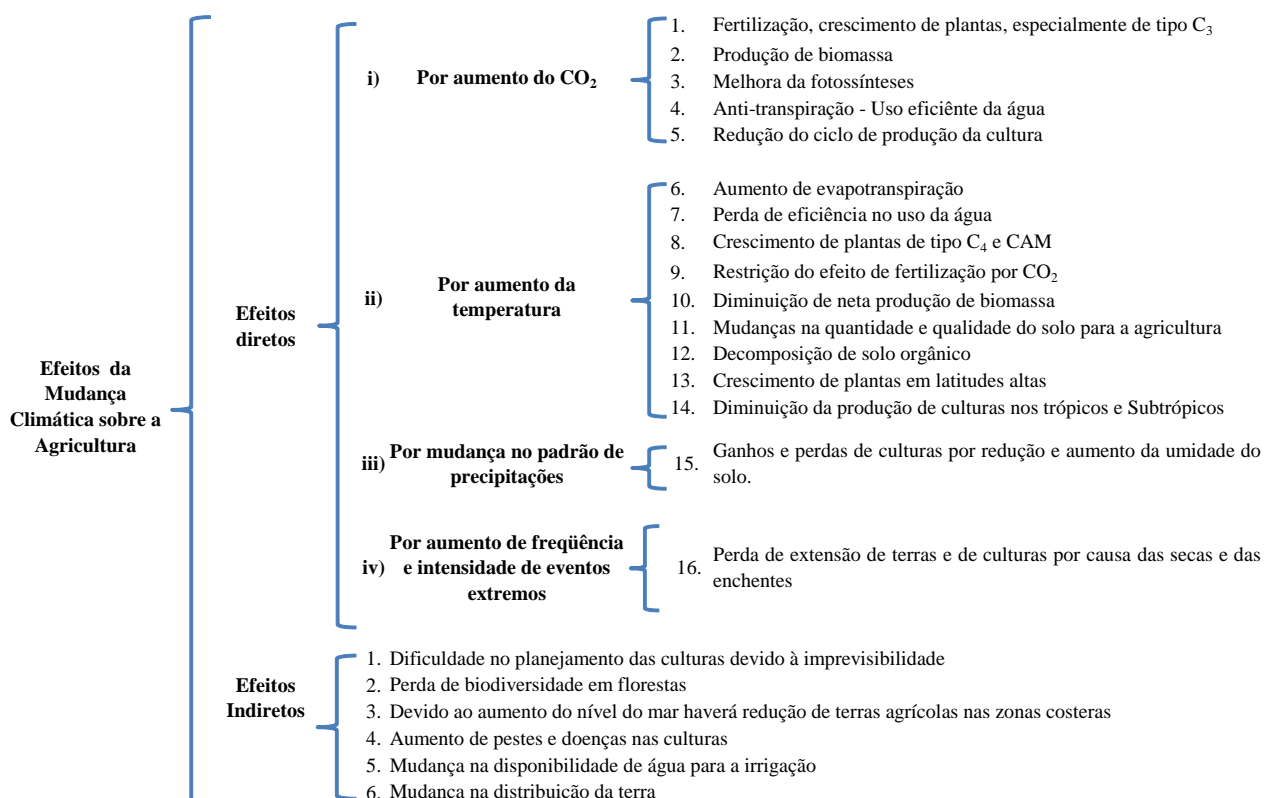 Efeitos da
Mudança
Climática sobre a
Agricultura
Efeitos
diretos
i) Por aumento do CO₂
1. Fertilização, crescimento de plantas, especialmente de tipo C₃
2. Produção de biomassa
3. Melhora da fotossínteses
4. Anti-transpiração - Uso eficiênte da água
5. Redução do ciclo de produção da cultura
ii) Por aumento da
temperatura
6. Aumento de evapotranspiração
7. Perda de eficiência no uso da água
8. Crescimento de plantas de tipo C₄ e CAM
9. Restrição do efeito de fertilização por CO₂
10. Diminuição de neta produção de biomassa
11. Mudanças na quantidade e qualidade do solo para a agricultura
12. Decomposição de solo orgânico
13. Crescimento de plantas em latitudes altas
14. Diminuição da produção de culturas nos trópicos e Subtrópicos
iii) Por mudança no padrão de
precipitações
15. Ganhos e perdas de culturas por redução e aumento da umidade do
solo.
iv) Por aumento de freqüência
e intensidade de eventos
extremos
16. Perda de extensão de terras e de culturas por causa das secas e das
enchentes
Efeitos
Indiretos
1. Dificuldade no planejamento das culturas devido à imprevisibilidade
2. Perda de biodiversidade em florestas
3. Devido ao aumento do nível do mar haverá redução de terras agrícolas nas zonas costeras
4. Aumento de pestes e doenças nas culturas
5. Mudança na disponibilidade de água para a irrigação
6. Mudança na distribuição da terra